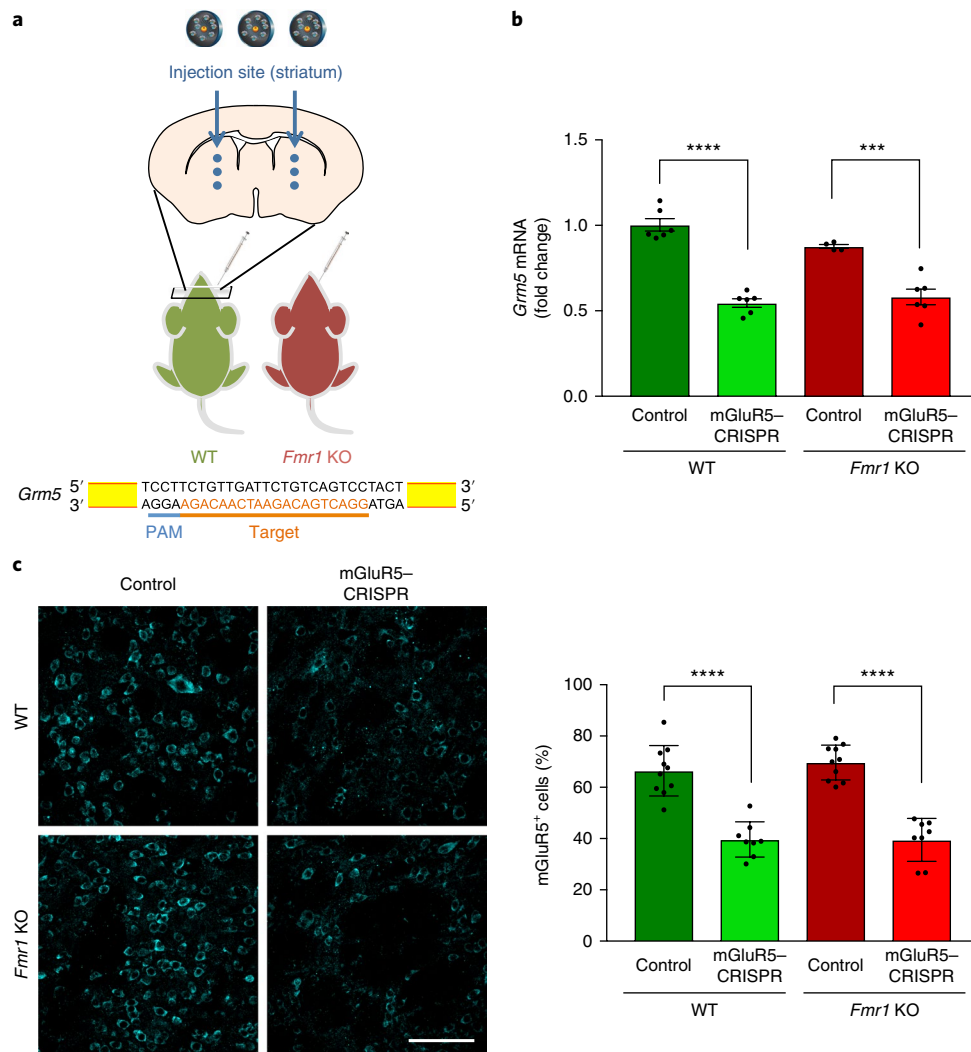 a
Injection site (striatum)
WT
Fmr1 KO
Grm5
5′ TCCTTCTGTTGATTCTGTCAGTCCTACT 3′
3′ AGGAAGACAACTAAGACAGTCAGGATGA 5′
PAM
Target
b
1.5
1.0
0.5
0.0
Grm5 mRNA
(fold change)
****
***
Control
mGluR5–
CRISPR
Control
mGluR5–
CRISPR
WT
Fmr1 KO
c
Control
mGluR5–
CRISPR
WT
Fmr1 KO
100
80
60
40
20
0
mGluR5+ cells (%)
****
****
Control
mGluR5–
CRISPR
Control
mGluR5–
CRISPR
WT
Fmr1 KO